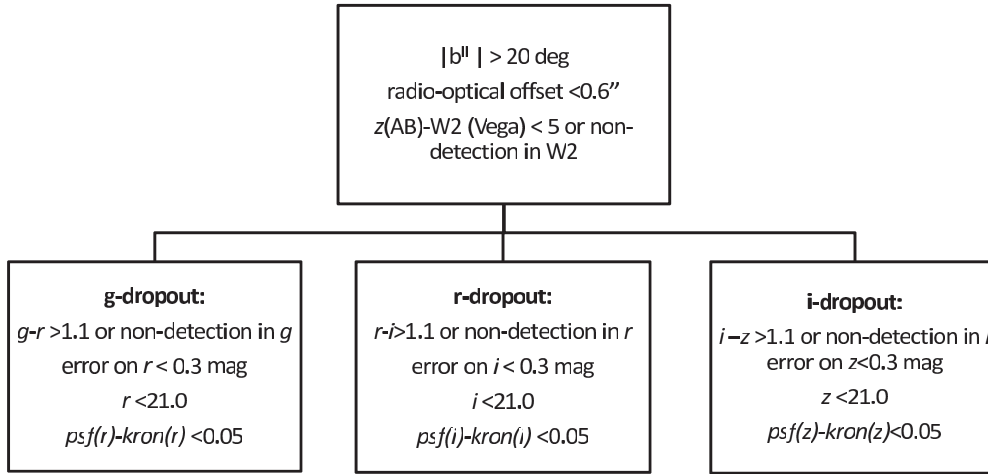 |bᴵᴵ | > 20 deg
radio-optical offset <0.6”
z(AB)-W2 (Vega) < 5 or non-
detection in W2
g-dropout:
g-r >1.1 or non-detection in g
error on r < 0.3 mag
r <21.0
psf(r)-kron(r) <0.05
r-dropout:
r-i>1.1 or non-detection in r
error on i < 0.3 mag
i <21.0
psf(i)-kron(i) <0.05
i-dropout:
i –z >1.1 or non-detection in
error on z<0.3 mag
z <21.0
psf(z)-kron(z)<0.05